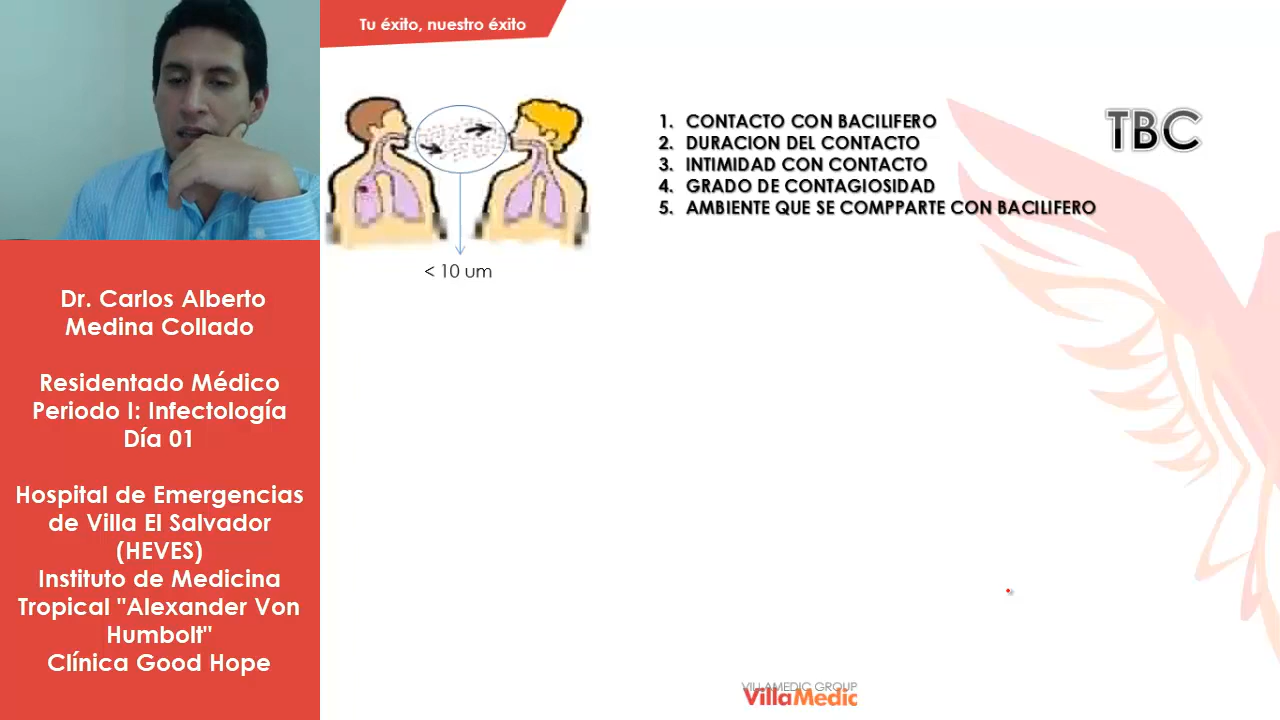 Tu éxito, nuestro éxito
TBC
1. CONTACTO CON BACILIFERO
2. DURACION DEL CONTACTO
3. INTIMIDAD CON CONTACTO
4. GRADO DE CONTAGIOSIDAD
5. AMBIENTE QUE SE COMPPARTE CON BACILIFERO
< 10 um
Dr. Carlos Alberto
Medina Collado
Residentado Médico
Periodo I: Infectología
Día 01
Hospital de Emergencias
de Villa El Salvador
(HEVES)
Instituto de Medicina
Tropical "Alexander Von
Humbolt"
Clínica Good Hope
VILLAMEDIC GROUP
VillaMedic